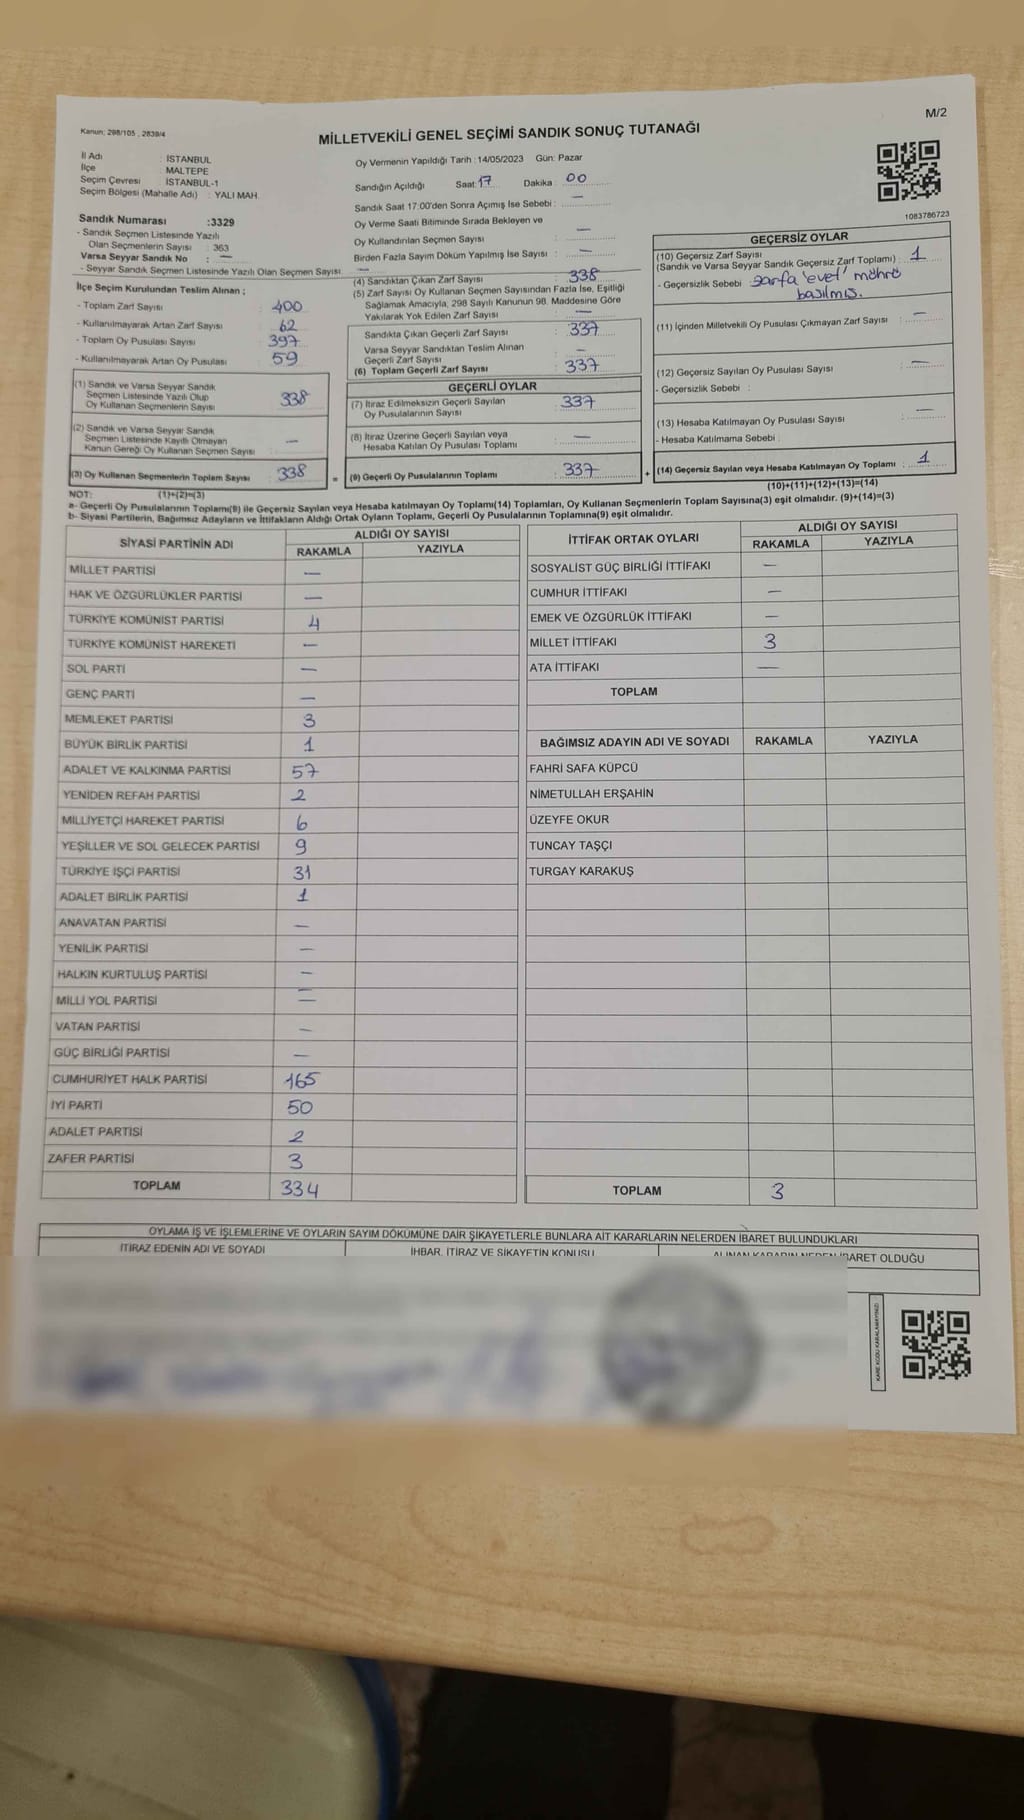 M/2
Kanun: 298/105 , 2839/4
MİLLETVEKİLİ GENEL SEÇİMİ SANDIK SONUÇ TUTANAĞI
İl Adı : İSTANBUL
İlçe : MALTEPE
Seçim Çevresi : İSTANBUL-1
Seçim Bölgesi (Mahalle Adı) : YALI MAH.
Sandık Numarası :3329
- Sandık Seçmen Listesinde Yazılı
Olan Seçmenlerin Sayısı : 363
Varsa Seyyar Sandık No : —
- Seyyar Sandık Seçmen Listesinde Yazılı Olan Seçmen Sayısı: —
İlçe Seçim Kurulundan Teslim Alınan ;
- Toplam Zarf Sayısı : 400
- Kullanılmayarak Artan Zarf Sayısı : 62
- Toplam Oy Pusulası Sayısı : 397
- Kullanılmayarak Artan Oy Pusulası : 59
(1) Sandık ve Varsa Seyyar Sandık
Seçmen Listesinde Yazılı Olup
Oy Kullanan Seçmenlerin Sayısı : 338
(2) Sandık ve Varsa Seyyar Sandık
Seçmen Listesinde Kayıtlı Olmayan
Kanun Gereği Oy Kullanan Seçmen Sayısı : —
(3) Oy Kullanan Seçmenlerin Toplam Sayısı : 338
Oy Vermenin Yapıldığı Tarih :14/05/2023 Gün: Pazar
Sandığın Açıldığı Saat:17 Dakika : 00
Sandık Saat 17:00'den Sonra Açımış İse Sebebi : —
Oy Verme Saati Bitiminde Sırada Bekleyen ve
Oy Kullandırılan Seçmen Sayısı : —
Birden Fazla Sayım Döküm Yapılmış İse Sayısı : —
(4) Sandıktan Çıkan Zarf Sayısı : 338
(5) Zarf Sayısı Oy Kullanan Seçmen Sayısından Fazla İse, Eşitliği
Sağlamak Amacıyla, 298 Sayılı Kanunun 98. Maddesine Göre
Yakılarak Yok Edilen Zarf Sayısı : —
Sandıkta Çıkan Geçerli Zarf Sayısı : 337
Varsa Seyyar Sandıktan Teslim Alınan
Geçerli Zarf Sayısı : —
(6) Toplam Geçerli Zarf Sayısı : 337
GEÇERLİ OYLAR
(7) İtiraz Edilmeksizin Geçerli Sayılan
Oy Pusulalarının Sayısı : 337
(8) İtiraz Üzerine Geçerli Sayılan veya
Hesaba Katılan Oy Pusulası Toplamı : —
= (9) Geçerli Oy Pusulalarının Toplamı : 337 +
1083786723
GEÇERSİZ OYLAR
(10) Geçersiz Zarf Sayısı
(Sandık ve Varsa Seyyar Sandık Geçersiz Zarf Toplamı) : 1
- Geçersizlik Sebebi : zarfa 'evet' mührü
basılmış.
(11) İçinden Milletvekili Oy Pusulası Çıkmayan Zarf Sayısı : —
(12) Geçersiz Sayılan Oy Pusulası Sayısı : —
- Geçersizlik Sebebi :
(13) Hesaba Katılmayan Oy Pusulası Sayısı : —
- Hesaba Katılmama Sebebi :
(14) Geçersiz Sayılan veya Hesaba Katılmayan Oy Toplamı : 1
(10)+(11)+(12)+(13)=(14)
NOT: (1)+(2)=(3)
a- Geçerli Oy Pusulalarının Toplamı(9) ile Geçersiz Sayılan veya Hesaba katılmayan Oy Toplamı(14) Toplamları, Oy Kullanan Seçmenlerin Toplam Sayısına(3) eşit olmalıdır. (9)+(14)=(3)
b- Siyasi Partilerin, Bağımsız Adayların ve İttifakların Aldığı Ortak Oyların Toplamı, Geçerli Oy Pusulalarının Toplamına(9) eşit olmalıdır.
SİYASİ PARTİNİN ADI ALDIĞI OY SAYISI
RAKAMLA YAZIYLA
MİLLET PARTİSİ —
HAK VE ÖZGÜRLÜKLER PARTİSİ —
TÜRKİYE KOMÜNİST PARTİSİ 4
TÜRKİYE KOMÜNİST HAREKETİ —
SOL PARTİ —
GENÇ PARTİ —
MEMLEKET PARTİSİ 3
BÜYÜK BİRLİK PARTİSİ 1
ADALET VE KALKINMA PARTİSİ 57
YENİDEN REFAH PARTİSİ 2
MİLLİYETÇİ HAREKET PARTİSİ 6
YEŞİLLER VE SOL GELECEK PARTİSİ 9
TÜRKİYE İŞÇİ PARTİSİ 31
ADALET BİRLİK PARTİSİ 1
ANAVATAN PARTİSİ —
YENİLİK PARTİSİ —
HALKIN KURTULUŞ PARTİSİ —
MİLLİ YOL PARTİSİ —
VATAN PARTİSİ —
GÜÇ BİRLİĞİ PARTİSİ —
CUMHURİYET HALK PARTİSİ 165
İYİ PARTİ 50
ADALET PARTİSİ 2
ZAFER PARTİSİ 3
TOPLAM 334
İTTİFAK ORTAK OYLARI ALDIĞI OY SAYISI
RAKAMLA YAZIYLA
SOSYALİST GÜÇ BİRLİĞİ İTTİFAKI —
CUMHUR İTTİFAKI —
EMEK VE ÖZGÜRLÜK İTTİFAKI —
MİLLET İTTİFAKI 3
ATA İTTİFAKI —
TOPLAM
BAĞIMSIZ ADAYIN ADI VE SOYADI RAKAMLA YAZIYLA
FAHRİ SAFA KÜPCÜ
NİMETULLAH ERŞAHİN
ÜZEYFE OKUR
TUNCAY TAŞÇI
TURGAY KARAKUŞ
TOPLAM 3
OYLAMA İŞ VE İŞLEMLERİNE VE OYLARIN SAYIM DÖKÜMÜNE DAİR ŞİKAYETLERLE BUNLARA AİT KARARLARIN NELERDEN İBARET BULUNDUKLARI
İTİRAZ EDENİN ADI VE SOYADI İHBAR, İTİRAZ VE ŞİKAYETİN KONUSU ALINAN KARARIN NEDEN İBARET OLDUĞU
KARE KODU KARALAMAYINIZ!